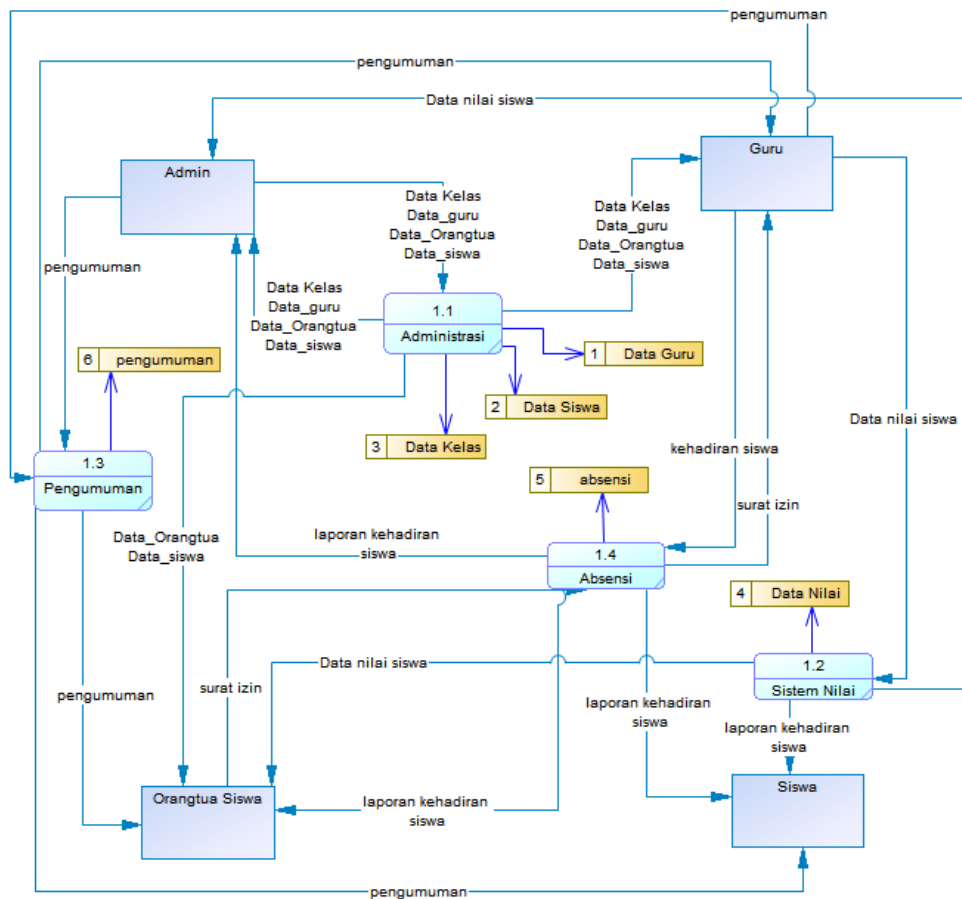 pengumuman
pengumuman
Data nilai siswa
Admin
Guru
Data Kelas
Data_guru
Data_Orangtua
Data_siswa
Data Kelas
Data_guru
Data_Orangtua
Data_siswa
pengumuman
Data Kelas
Data_guru
Data_Orangtua
Data_siswa
1.1
Administrasi
6 pengumuman
1 Data Guru
2 Data Siswa
3 Data Kelas
Data nilai siswa
kehadiran siswa
1.3
Pengumuman
5 absensi
surat izin
Data_Orangtua
Data_siswa
laporan kehadiran
siswa
1.4
Absensi
4 Data Nilai
Data nilai siswa
1.2
Sistem Nilai
surat izin
pengumuman
laporan kehadiran
siswa
laporan kehadiran
siswa
Orangtua Siswa
Siswa
laporan kehadiran
siswa
pengumuman